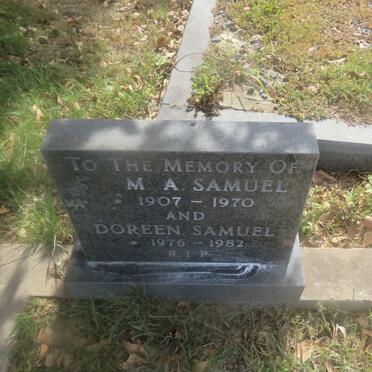 TO THE MEMORY OF
M. A. SAMUEL
* 1907 - 1970
AND
DOREEN SAMUEL
* 1976 - 1982
R.I.P.